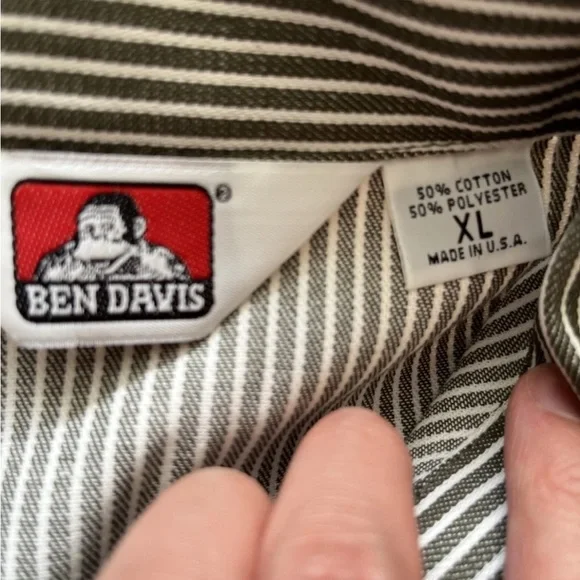 BEN DAVIS
®
50% COTTON
50% POLYESTER
XL
MADE IN U.S.A.